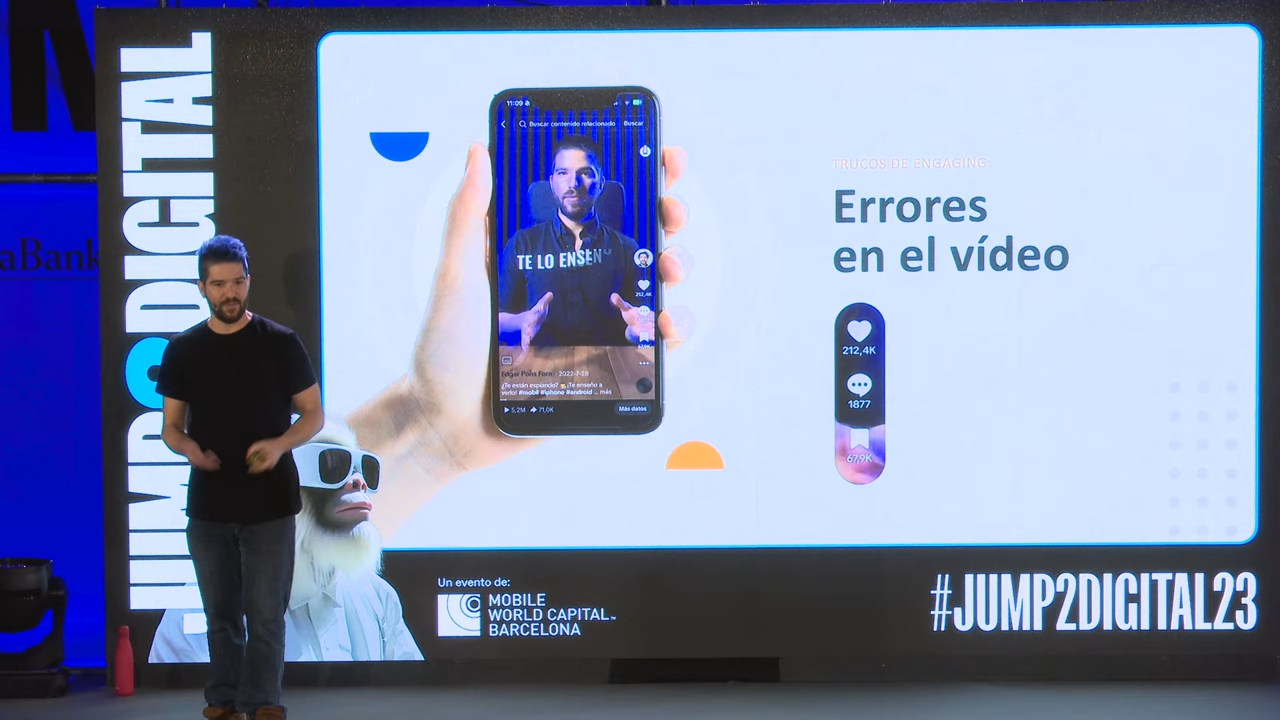 JUMP2DIGITAL
aBank
11:09
Buscar contenido relacionado Buscar
TE LO ENSEÑ
212,4K
Edgar Pons Forn · 2022-7-28
¿Te están espiando? ¡Te enseño a
verlo! #mobil #iphone #android ... más
5,2M 71,0K Más datos
TRUCOS DE ENGAGING
Errores
en el vídeo
212,4K
1877
67,9K
Un evento de:
MOBILE
WORLD CAPITAL™
BARCELONA
#JUMP2DIGITAL23